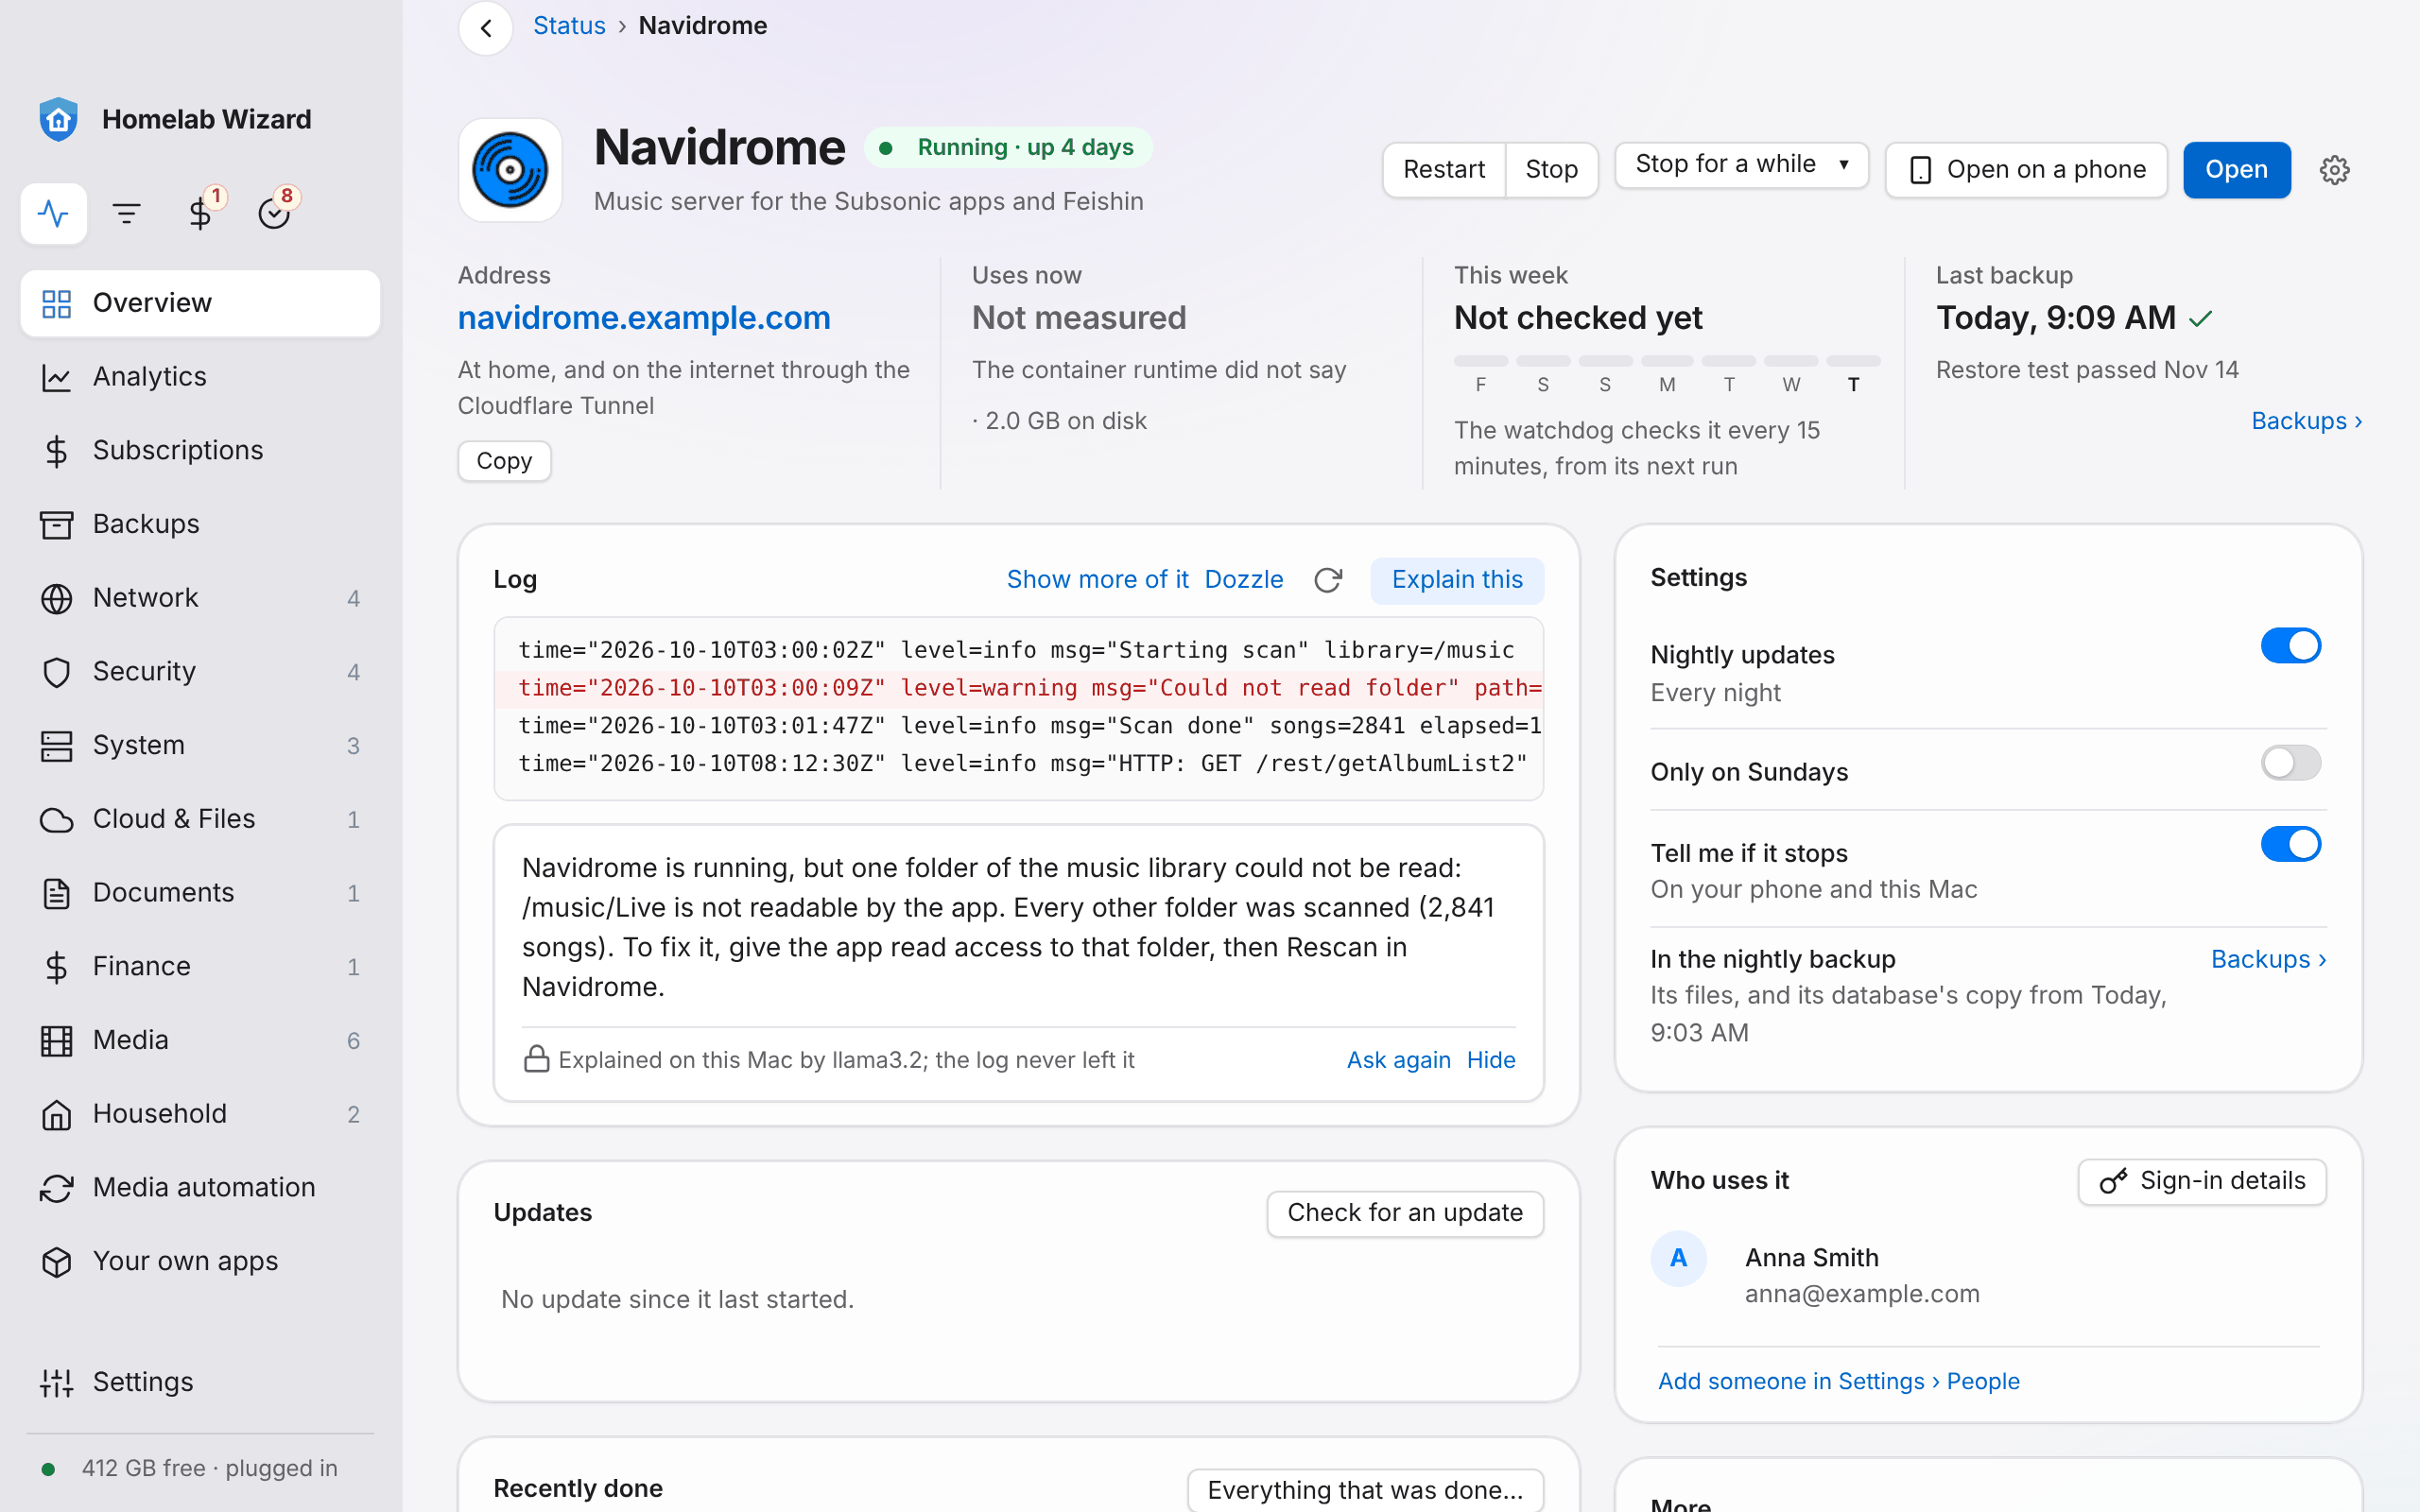 Homelab Wizard
1
8
Overview
Analytics
Subscriptions
Backups
Network 4
Security 4
System 3
Cloud & Files 1
Documents 1
Finance 1
Media 6
Household 2
Media automation
Your own apps
Settings
412 GB free · plugged in
Status › Navidrome
Navidrome
Running · up 4 days
Music server for the Subsonic apps and Feishin
Restart
Stop
Stop for a while
Open on a phone
Open
Address
navidrome.example.com
At home, and on the internet through the
Cloudflare Tunnel
Copy
Uses now
Not measured
The container runtime did not say
· 2.0 GB on disk
This week
Not checked yet
F S S M T W T
The watchdog checks it every 15
minutes, from its next run
Last backup
Today, 9:09 AM
Restore test passed Nov 14
Backups ›
Log
Show more of it
Dozzle
Explain this
time="2026-10-10T03:00:02Z" level=info msg="Starting scan" library=/music
time="2026-10-10T03:00:09Z" level=warning msg="Could not read folder" path=
time="2026-10-10T03:01:47Z" level=info msg="Scan done" songs=2841 elapsed=1
time="2026-10-10T08:12:30Z" level=info msg="HTTP: GET /rest/getAlbumList2"
Navidrome is running, but one folder of the music library could not be read:
/music/Live is not readable by the app. Every other folder was scanned (2,841
songs). To fix it, give the app read access to that folder, then Rescan in
Navidrome.
Explained on this Mac by llama3.2; the log never left it
Ask again
Hide
Updates
Check for an update
No update since it last started.
Recently done
Everything that was done...
Settings
Nightly updates
Every night
Only on Sundays
Tell me if it stops
On your phone and this Mac
In the nightly backup
Backups ›
Its files, and its database's copy from Today,
9:03 AM
Who uses it
Sign-in details
A
Anna Smith
anna@example.com
Add someone in Settings › People
More